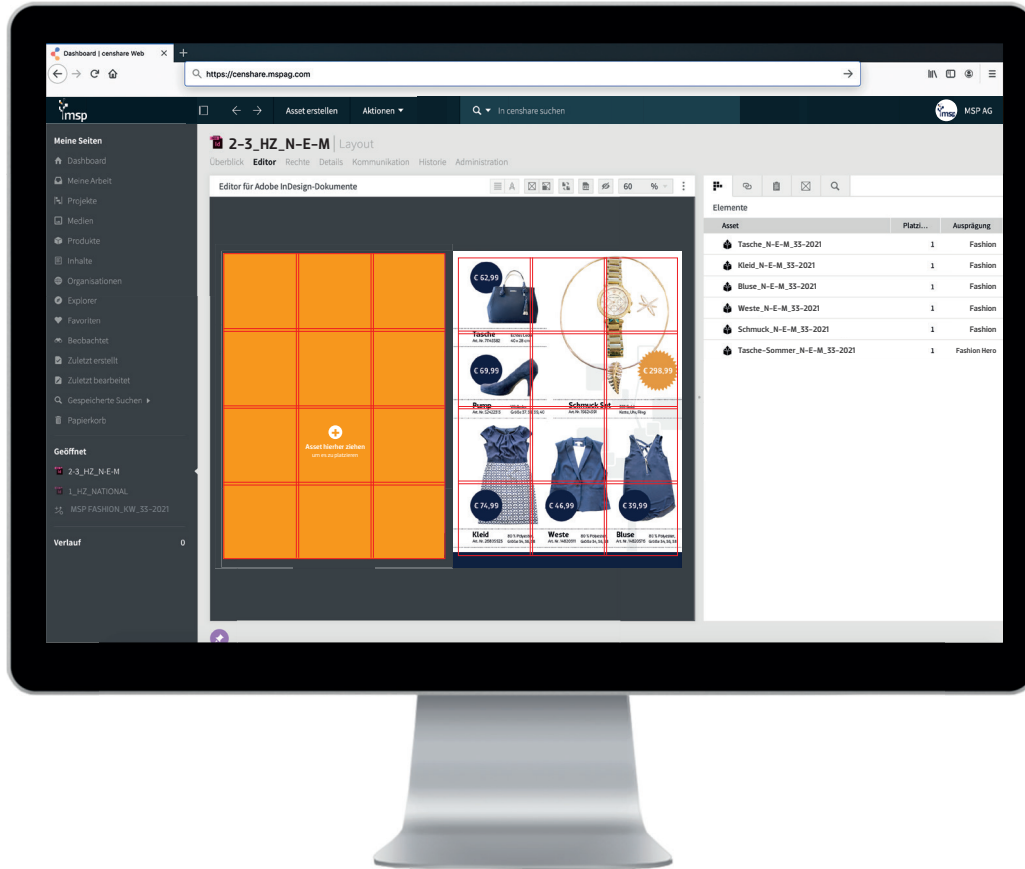 Dashboard | censhare Web
https://censhare.mspag.com
msp
Asset erstellen
Aktionen
In censhare suchen
msp
MSP AG
Meine Seiten
Dashboard
Meine Arbeit
Projekte
Medien
Produkte
Inhalte
Organisationen
Explorer
Favoriten
Beobachtet
Zuletzt erstellt
Zuletzt bearbeitet
Gespeicherte Suchen
Papierkorb
Geöffnet
2-3_HZ_N-E-M
1_HZ_NATIONAL
MSP FASHION_KW_33-2021
Verlauf 0
2-3_HZ_N-E-M | Layout
Überblick Editor Rechte Details Kommunikation Historie Administration
Editor für Adobe InDesign-Dokumente
A
60 %
Asset hierher ziehen
um es zu platzieren
€ 62,99
Tasche
€ 69,99
€ 298,99
Pump
Schmuck Set
€ 74,99
€ 46,99
€ 39,99
Kleid
Weste
Bluse
Elemente
Asset Platzi... Ausprägung
Tasche_N-E-M_33-2021 1 Fashion
Kleid_N-E-M_33-2021 1 Fashion
Bluse_N-E-M_33-2021 1 Fashion
Weste_N-E-M_33-2021 1 Fashion
Schmuck_N-E-M_33-2021 1 Fashion
Tasche-Sommer_N-E-M_33-2021 1 Fashion Hero